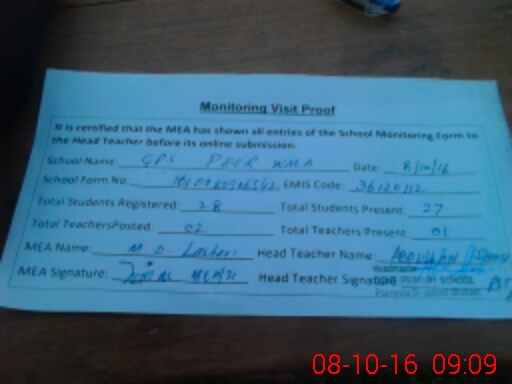 Monitoring Visit Proof
It is certified that the MEA has shown all entries of the School Monitoring Form to
the Head Teacher before its online submission.
School Name: GPS PEER WALA Date: 8/10/16
School Form No: EMIS Code: 36120112
Total Students Registered: 28 Total Students Present: 27
Total TeachersPosted: 02 Total Teachers Present: 01
MEA Name: M. D. Lashari Head Teacher Name:
MEA Signature: Head Teacher Signature
08-10-16 09:09